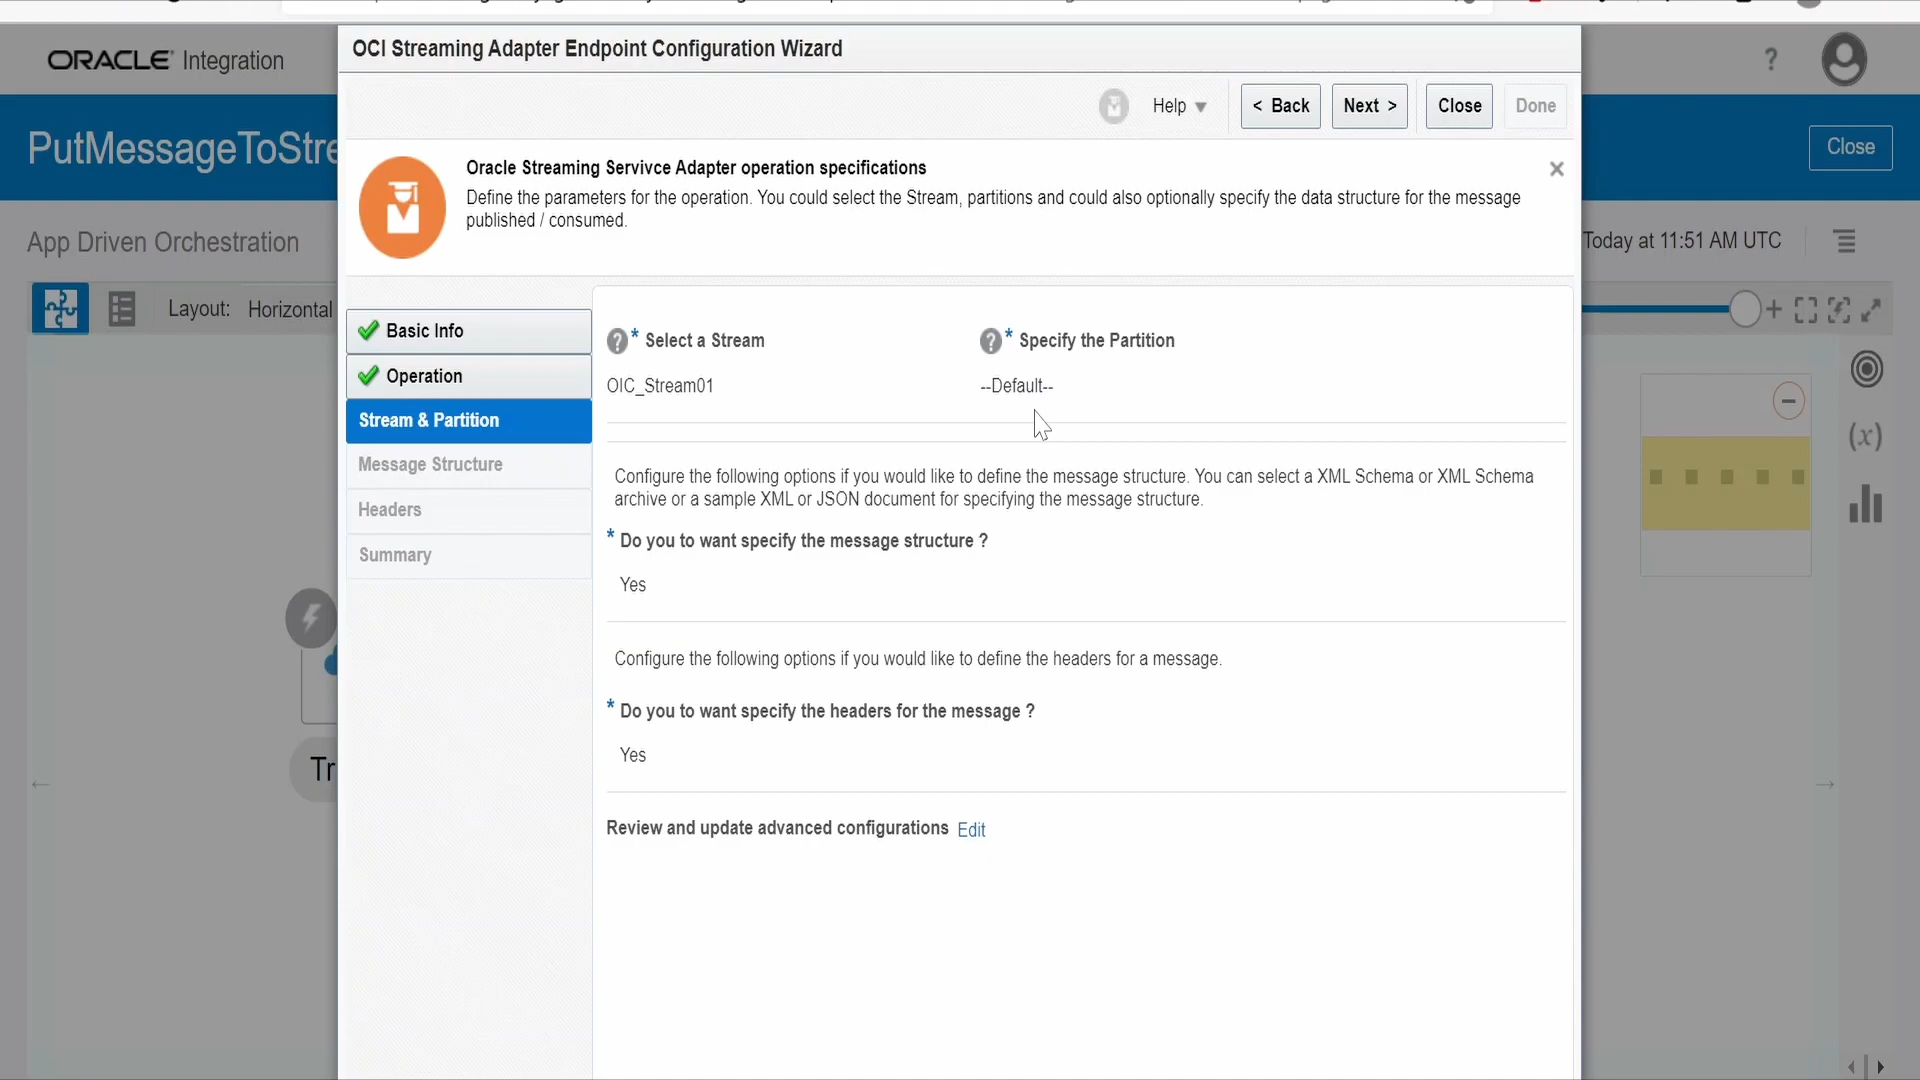 OCI Streaming Adapter Endpoint Configuration Wizard
ORACLE Integration
?
Help
< Back
Next >
Close
Done
PutMessageToStre
Close
Oracle Streaming Servivce Adapter operation specifications
Define the parameters for the operation. You could select the Stream, partitions and could also optionally specify the data structure for the message
published / consumed.
App Driven Orchestration
Today at 11:51 AM UTC
Layout: Horizontal
Basic Info
Operation
Stream & Partition
Message Structure
Headers
Summary
? * Select a Stream
? * Specify the Partition
OIC_Stream01
--Default--
(x)
Configure the following options if you would like to define the message structure. You can select a XML Schema or XML Schema
archive or a sample XML or JSON document for specifying the message structure.
* Do you to want specify the message structure ?
Yes
Configure the following options if you would like to define the headers for a message.
* Do you to want specify the headers for the message ?
Yes
Tr
Review and update advanced configurations Edit